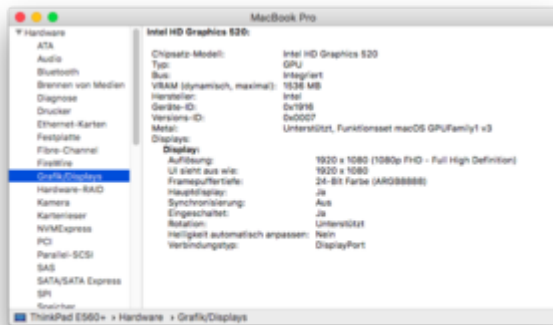 MacBook Pro
Hardware
ATA
Audio
Bluetooth
Brennen von Medien
Diagnose
Drucker
Ethernet-Karten
Festplatte
Fibre-Channel
FireWire
Grafik/Displays
Hardware-RAID
Kamera
Kartenleser
NVMExpress
PCI
Parallel-SCSI
SAS
SATA/SATA Express
SPI
Speicher
Intel HD Graphics 520:
Chipsatz-Modell: Intel HD Graphics 520
Typ: GPU
Bus: Integriert
VRAM (dynamisch, maximal): 1536 MB
Hersteller: Intel
Geräte-ID: 0x1916
Versions-ID: 0x0007
Metal: Unterstützt, Funktionsset macOS GPUFamily1 v3
Displays:
Display:
Auflösung: 1920 x 1080 (1080p FHD - Full High Definition)
UI sieht aus wie: 1920 x 1080
Framepuffertiefe: 24-Bit Farbe (ARGB8888)
Hauptdisplay: Ja
Synchronisierung: Aus
Eingeschaltet: Ja
Rotation: Unterstützt
Helligkeit automatisch anpassen: Nein
Verbindungstyp: DisplayPort
ThinkPad E560+ › Hardware › Grafik/Displays